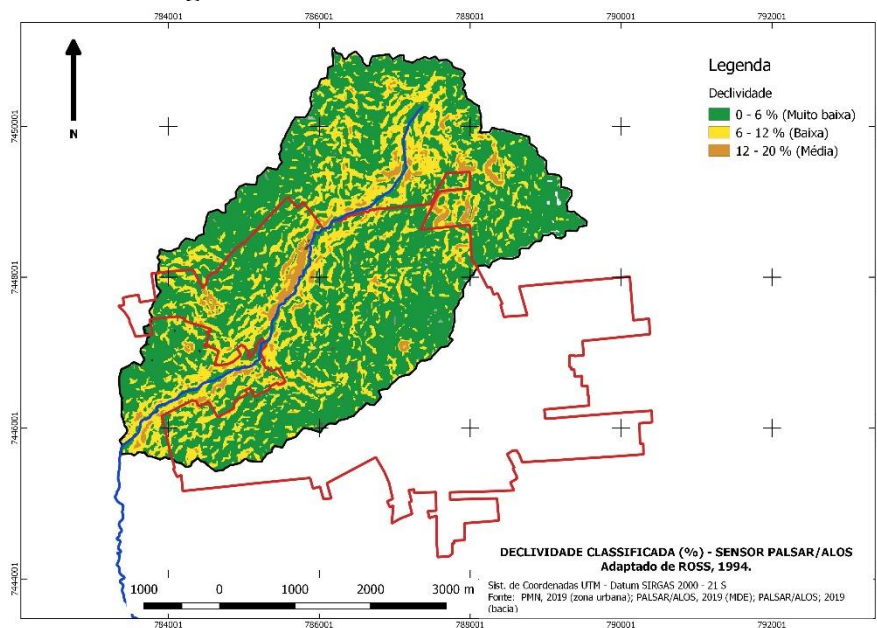 784001 786001 788001 790001 792001
7450001
N
Legenda
Declividade
0 - 6 % (Muito baixa)
6 - 12 % (Baixa)
12 - 20 % (Média)
7448001
7446001
7444001
DECLIVIDADE CLASSIFICADA (%) - SENSOR PALSAR/ALOS
Adaptado de ROSS, 1994.
Sist. de Coordenadas UTM - Datum SIRGAS 2000 - 21 S
Fonte: PMN, 2019 (zona urbana); PALSAR/ALOS, 2019 (MDE); PALSAR/ALOS; 2019
(bacia)
1000 0 1000 2000 3000 m
784001 786001 788001 790001 792001